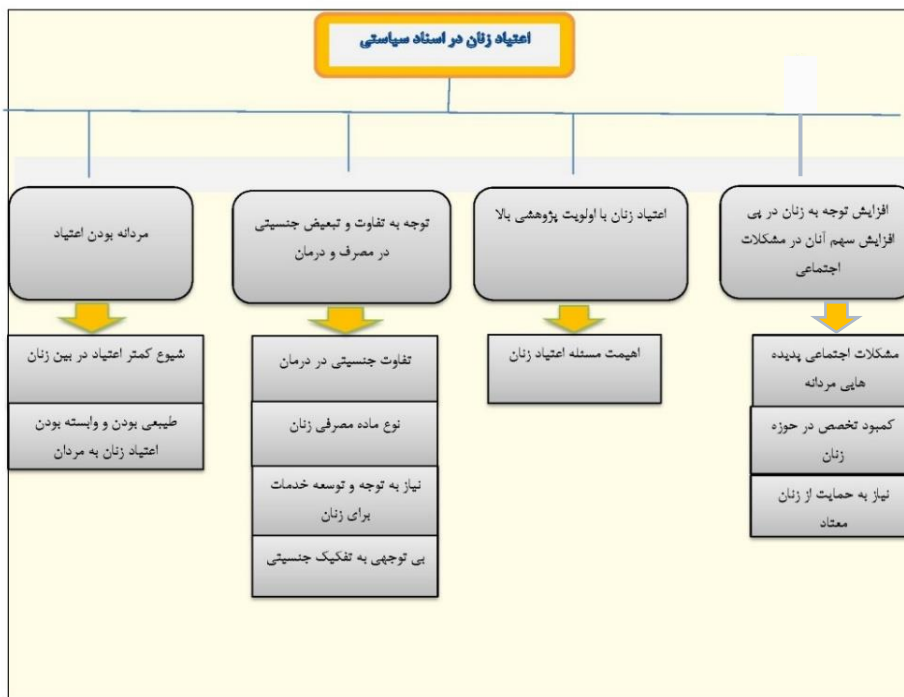 اعتیاد زنان در اسناد سیاستی
افزایش توجه به زنان در پی
افزایش سهم آنان در مشکلات
اجتماعی
مشکلات اجتماعی پدیده
هایی مردانه
کمبود تخصص در حوزه
زنان
نیاز به حمایت از زنان
معتاد
اعتیاد زنان با اولویت پژوهشی بالا
اهیمت مسئله اعتیاد زنان
توجه به تفاوت و تبعیض جنسیتی
در مصرف و درمان
تفاوت جنسیتی در درمان
نوع ماده مصرفی زنان
نیاز به توجه و توسعه خدمات
برای زنان
بی توجهی به تفکیک جنسیتی
مردانه بودن اعتیاد
شیوع کمتر اعتیاد در بین زنان
طیبعی بودن و وابسته بودن
اعتیاد زنان به مردان